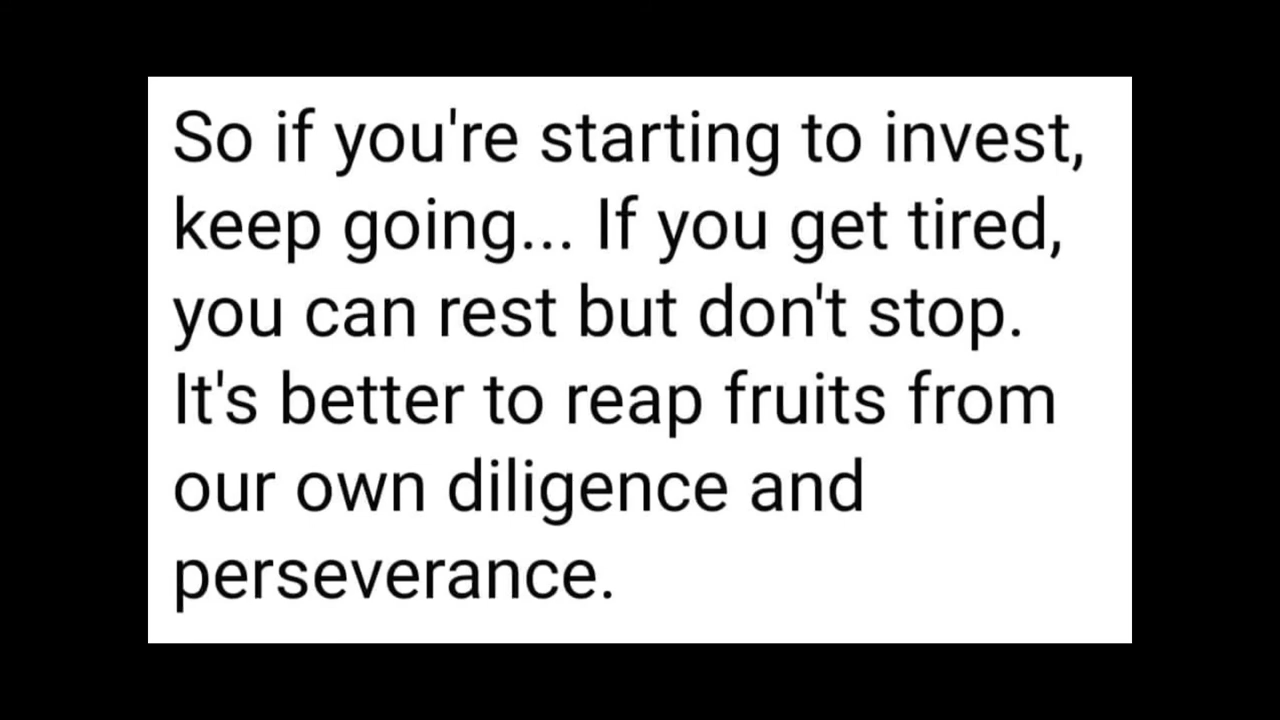 So if you're starting to invest,
keep going... If you get tired,
you can rest but don't stop.
It's better to reap fruits from
our own diligence and
perseverance.